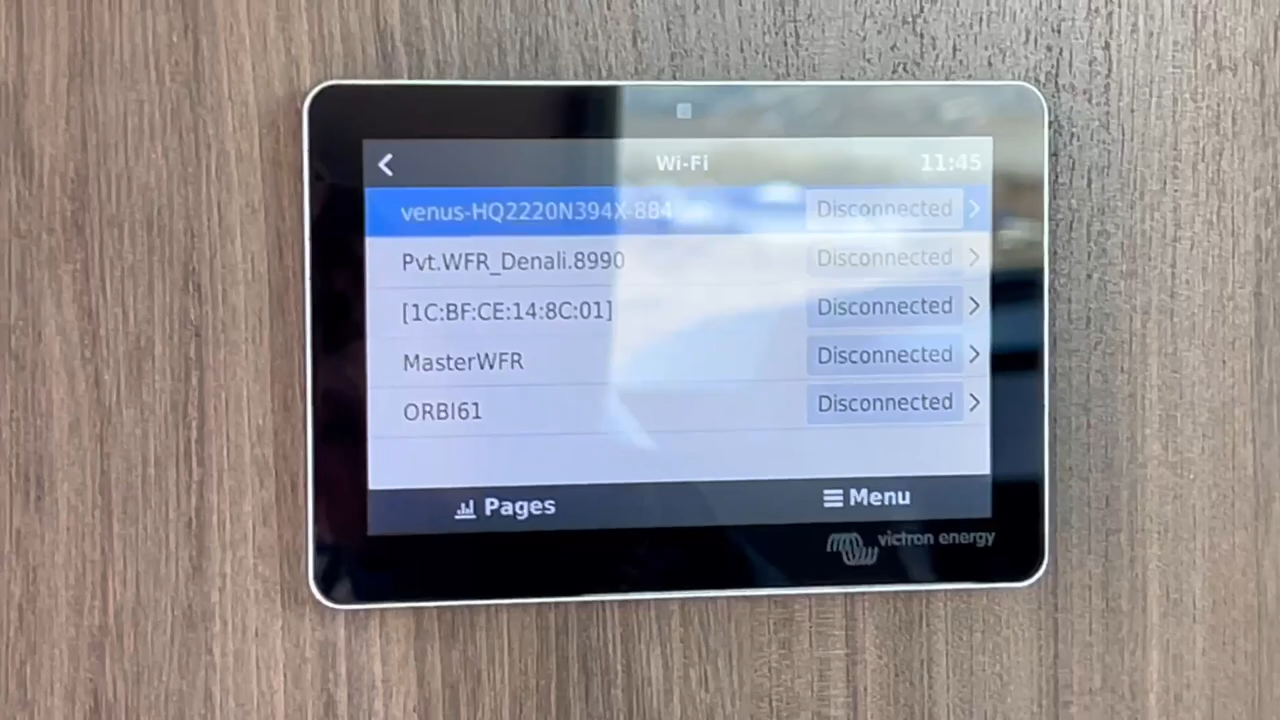 Wi-Fi 11:45
venus-HQ2220N394X-884 Disconnected
Pvt.WFR_Denali.8990 Disconnected
[1C:BF:CE:14:8C:01] Disconnected
MasterWFR Disconnected
ORBI61 Disconnected
Pages Menu
victron energy